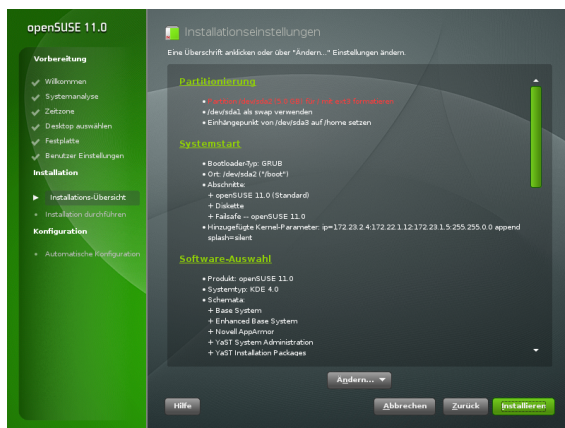 openSUSE 11.0
Vorbereitung
Willkommen
Systemanalyse
Zeitzone
Desktop auswählen
Festplatte
Benutzer Einstellungen
Installation
Installations-Übersicht
Installation durchführen
Konfiguration
Automatische Konfiguration
Installationseinstellungen
Eine Überschrift anklicken oder über "Ändern..." Einstellungen ändern.
Partitionierung
• /dev/sda1 als swap verwenden
• Einhängepunkt von /dev/sda3 auf /home setzen
Systemstart
• Bootloader-Typ: GRUB
• Ort: /dev/sda2 ("/boot")
• Abschnitte:
+ openSUSE 11.0 (Standard)
+ Diskette
+ Failsafe -- openSUSE 11.0
• Hinzugefügte Kernel-Parameter: ip=172.23.2.4:172.22.1.12:172.23.1.5:255.255.0.0 append
splash=silent
Software-Auswahl
• Produkt: openSUSE 11.0
• Systemtyp: KDE 4.0
• Schemata:
+ Base System
+ Enhanced Base System
+ Novell AppArmor
+ YaST System Administration
+ YaST Installation Packages
Ändern...
Hilfe
Abbrechen
Zurück
Installieren